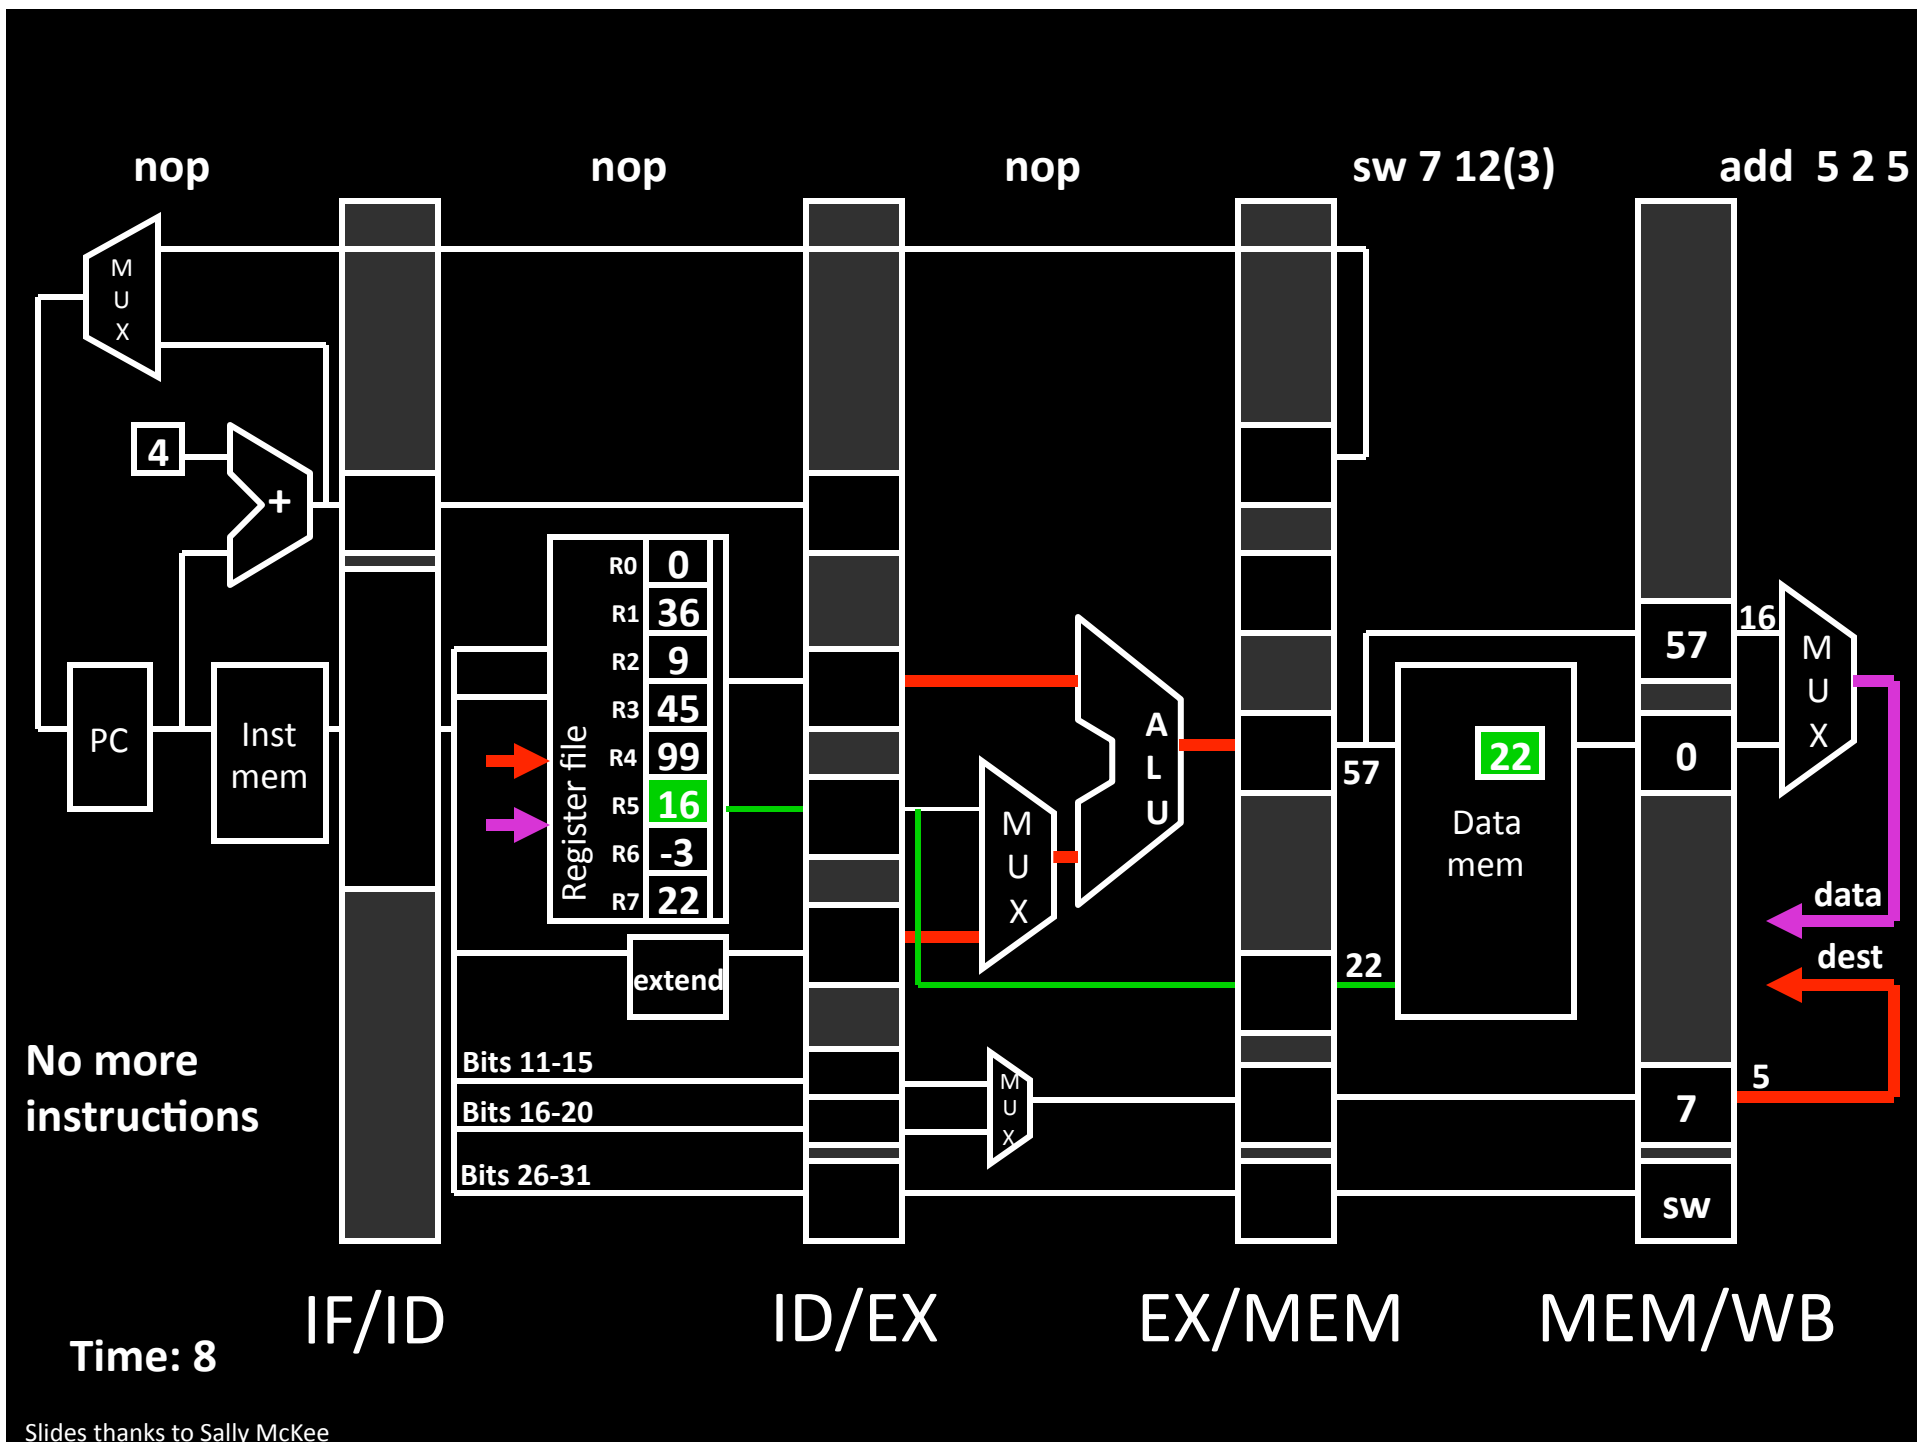 nop
nop
nop
sw 7 12(3)
add 5 2 5
M
U
X
4
+
PC
Inst
mem
Register file
R0 0
R1 36
R2 9
R3 45
R4 99
R5 16
R6 -3
R7 22
extend
Bits 11-15
Bits 16-20
Bits 26-31
M
U
X
A
L
U
M
U
X
57
22
22
Data
mem
57
0
7
sw
16
M
U
X
data
dest
5
No more
instructions
IF/ID
ID/EX
EX/MEM
MEM/WB
Time: 8
Slides thanks to Sally McKee